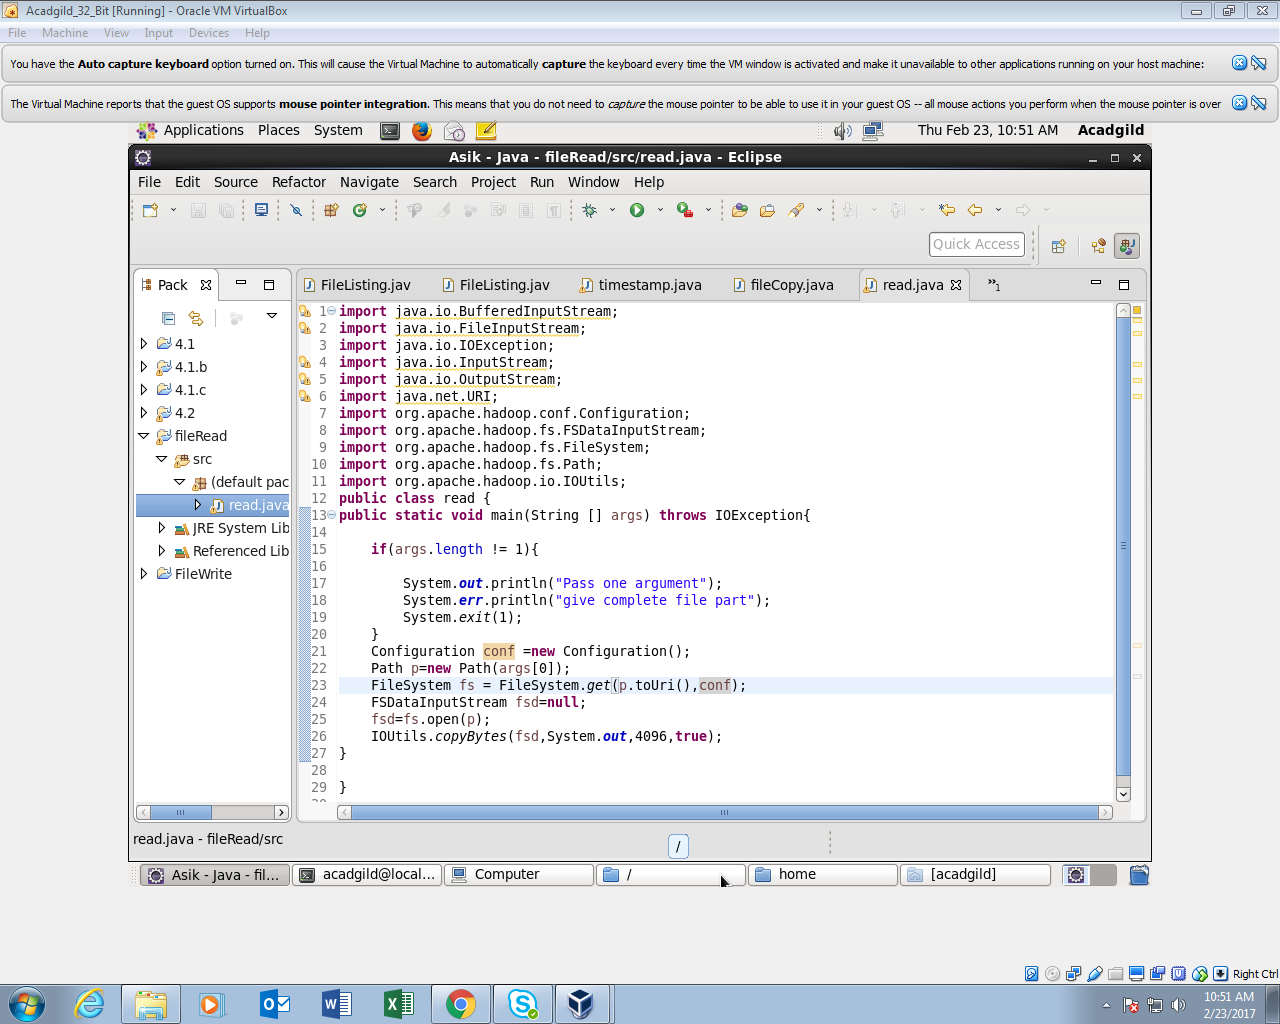 Acadgild_32_Bit [Running] - Oracle VM VirtualBox
File Machine View Input Devices Help
You have the Auto capture keyboard option turned on. This will cause the Virtual Machine to automatically capture the keyboard every time the VM window is activated and make it unavailable to other applications running on your host machine:
The Virtual Machine reports that the guest OS supports mouse pointer integration. This means that you do not need to capture the mouse pointer to be able to use it in your guest OS -- all mouse actions you perform when the mouse pointer is over
Applications Places System Thu Feb 23, 10:51 AM Acadgild
Asik - Java - fileRead/src/read.java - Eclipse
File Edit Source Refactor Navigate Search Project Run Window Help
Quick Access
Pack FileListing.jav FileListing.jav timestamp.java fileCopy.java read.java »1
4.1
4.1.b
4.1.c
4.2
fileRead
src
(default pac
read.java
JRE System Lib
Referenced Lib
FileWrite
1 import java.io.BufferedInputStream;
2 import java.io.FileInputStream;
3 import java.io.IOException;
4 import java.io.InputStream;
5 import java.io.OutputStream;
6 import java.net.URI;
7 import org.apache.hadoop.conf.Configuration;
8 import org.apache.hadoop.fs.FSDataInputStream;
9 import org.apache.hadoop.fs.FileSystem;
10 import org.apache.hadoop.fs.Path;
11 import org.apache.hadoop.io.IOUtils;
12 public class read {
13 public static void main(String [] args) throws IOException{
14
15 if(args.length != 1){
16
17 System.out.println("Pass one argument");
18 System.err.println("give complete file part");
19 System.exit(1);
20 }
21 Configuration conf =new Configuration();
22 Path p=new Path(args[0]);
23 FileSystem fs = FileSystem.get(p.toUri(),conf);
24 FSDataInputStream fsd=null;
25 fsd=fs.open(p);
26 IOUtils.copyBytes(fsd,System.out,4096,true);
27 }
28
29 }
read.java - fileRead/src
/
Asik - Java - fil... acadgild@local... Computer / home [acadgild]
Right Ctrl
10:51 AM
2/23/2017